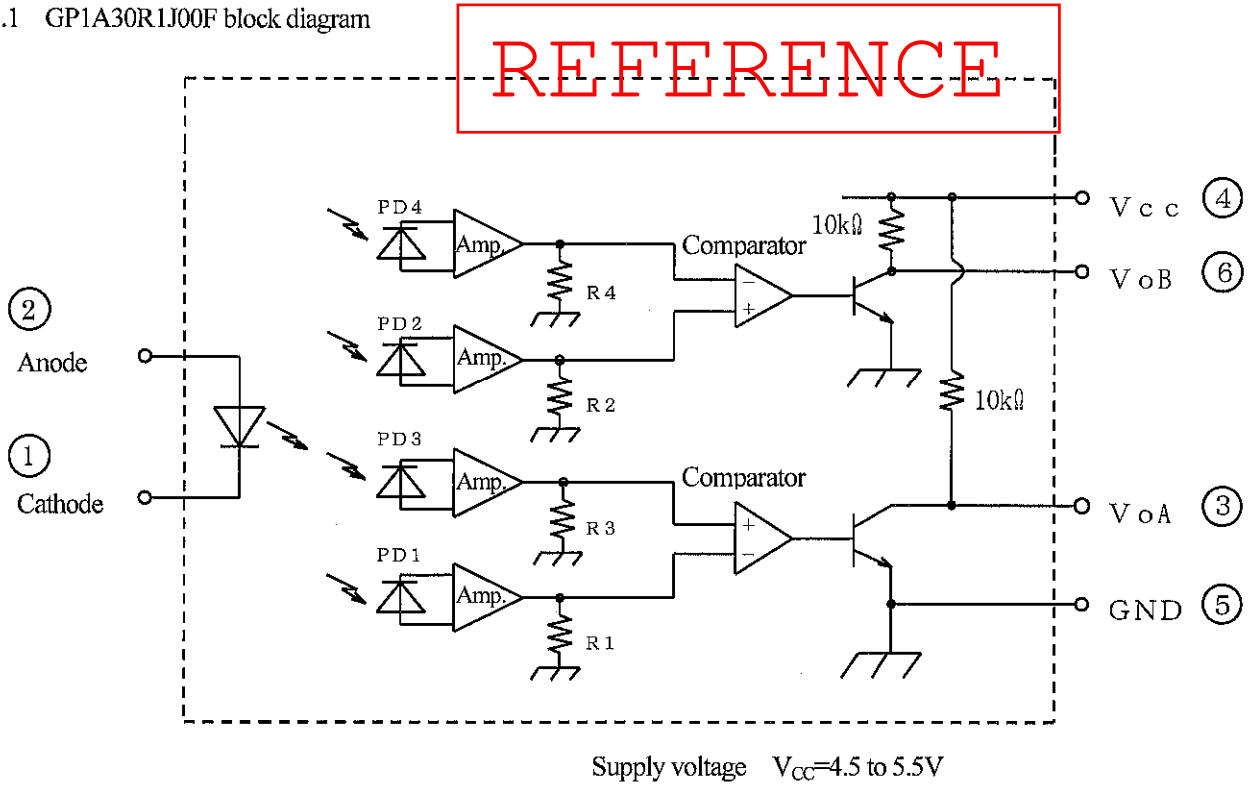 .1 GP1A30R1J00F block diagram
REFERENCE
PD4
Amp.
R4
Comparator
−
+
10kΩ
Vcc ④
VoB ⑥
②
Anode
PD2
Amp.
R2
10kΩ
①
Cathode
PD3
Amp.
R3
Comparator
+
−
VoA ③
PD1
Amp.
R1
GND ⑤
Supply voltage VCC=4.5 to 5.5V